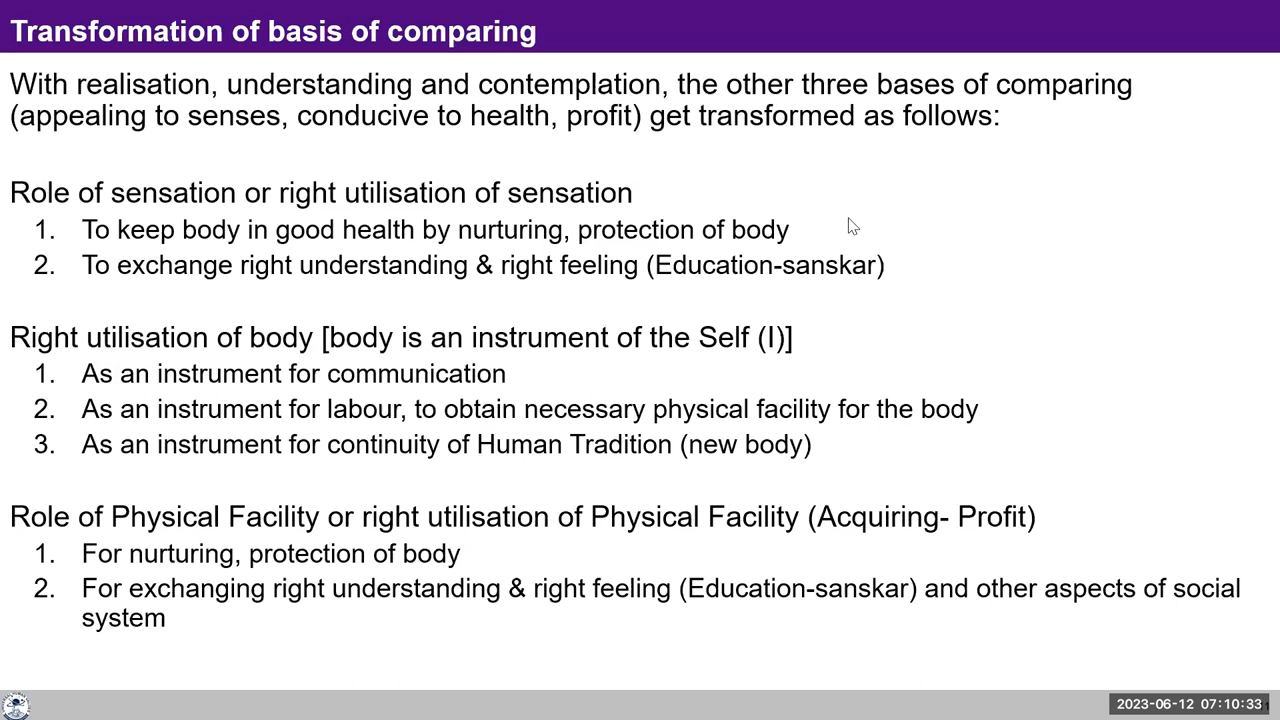 Transformation of basis of comparing
With realisation, understanding and contemplation, the other three bases of comparing
(appealing to senses, conducive to health, profit) get transformed as follows:
Role of sensation or right utilisation of sensation
1. To keep body in good health by nurturing, protection of body
2. To exchange right understanding & right feeling (Education-sanskar)
Right utilisation of body [body is an instrument of the Self (I)]
1. As an instrument for communication
2. As an instrument for labour, to obtain necessary physical facility for the body
3. As an instrument for continuity of Human Tradition (new body)
Role of Physical Facility or right utilisation of Physical Facility (Acquiring- Profit)
1. For nurturing, protection of body
2. For exchanging right understanding & right feeling (Education-sanskar) and other aspects of social
system
2023-06-12 07:10:33